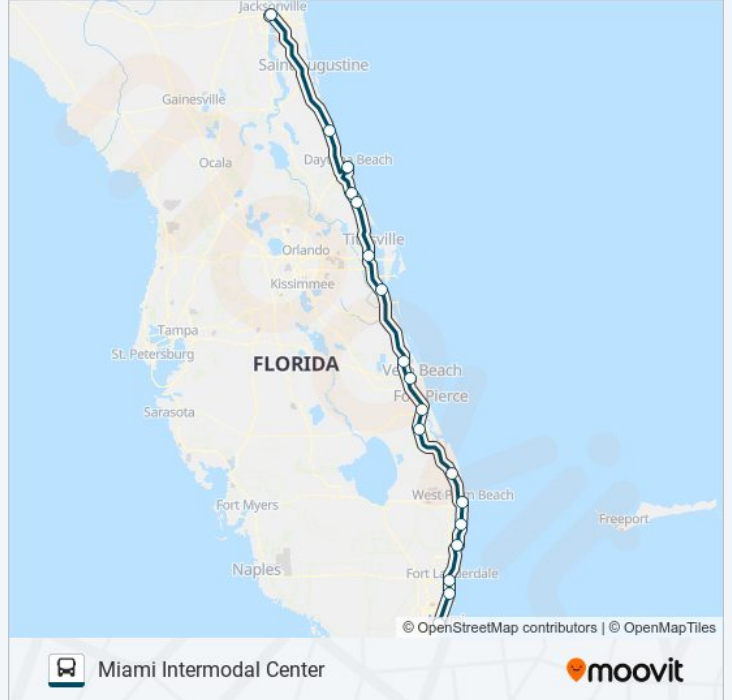 Jacksonville
Saint Augustine
Gainesville
Ocala
Daytona Beach
Titusville
Orlando
Kissimmee
Tampa
St. Petersburg
FLORIDA
Vero Beach
Fort Pierce
Sarasota
West Palm Beach
Fort Myers
Freeport
Naples
Fort Lauderdale
© OpenStreetMap contributors | © OpenMapTiles
Miami Intermodal Center
moovit